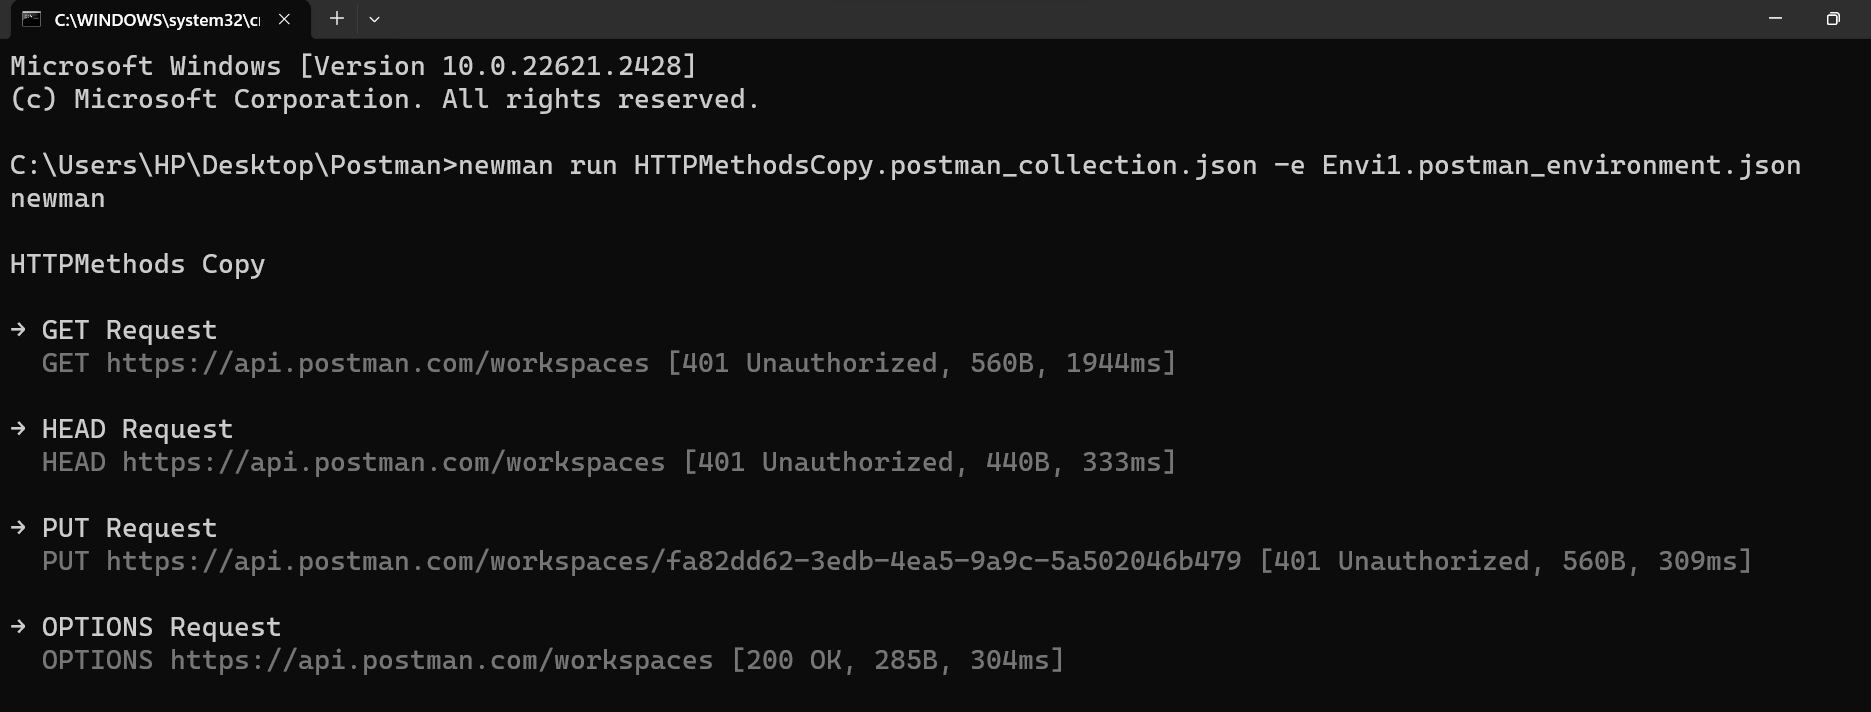 C:\WINDOWS\system32\c
Microsoft Windows [Version 10.0.22621.2428]
(c) Microsoft Corporation. All rights reserved.
C:\Users\HP\Desktop\Postman>newman run HTTPMethodsCopy.postman_collection.json -e Envi1.postman_environment.json
newman
HTTPMethods Copy
→ GET Request
GET https://api.postman.com/workspaces [401 Unauthorized, 560B, 1944ms]
→ HEAD Request
HEAD https://api.postman.com/workspaces [401 Unauthorized, 440B, 333ms]
→ PUT Request
PUT https://api.postman.com/workspaces/fa82dd62-3edb-4ea5-9a9c-5a502046b479 [401 Unauthorized, 560B, 309ms]
→ OPTIONS Request
OPTIONS https://api.postman.com/workspaces [200 OK, 285B, 304ms]